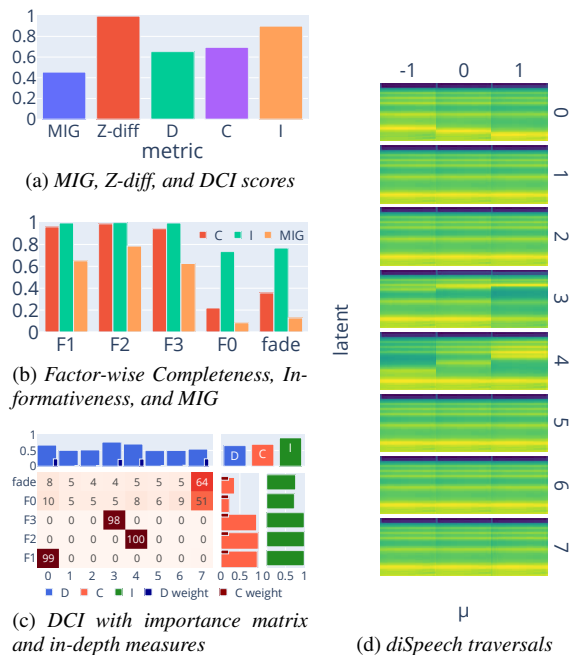 1
0.8
0.6
0.4
0.2
0
MIG Z-diff D C I
metric
(a) MIG, Z-diff, and DCI scores
1
0.8
0.6
0.4
0.2
0
C I MIG
F1 F2 F3 F0 fade
(b) Factor-wise Completeness, In-
formativeness, and MIG
1
0.5
0
D C I
fade 8 5 4 4 5 5 5 64
F0 10 5 5 5 8 6 9 51
F3 0 0 0 98 0 0 0 0
F2 0 0 0 0 100 0 0 0
F1 99 0 0 0 0 0 0 0
0 1 2 3 4 5 6 7 0 0.5 1 0 0.5 1
D C I D weight C weight
(c) DCI with importance matrix
and in-depth measures
-1 0 1
0
1
2
3
4
5
6
7
latent
μ
(d) diSpeech traversals